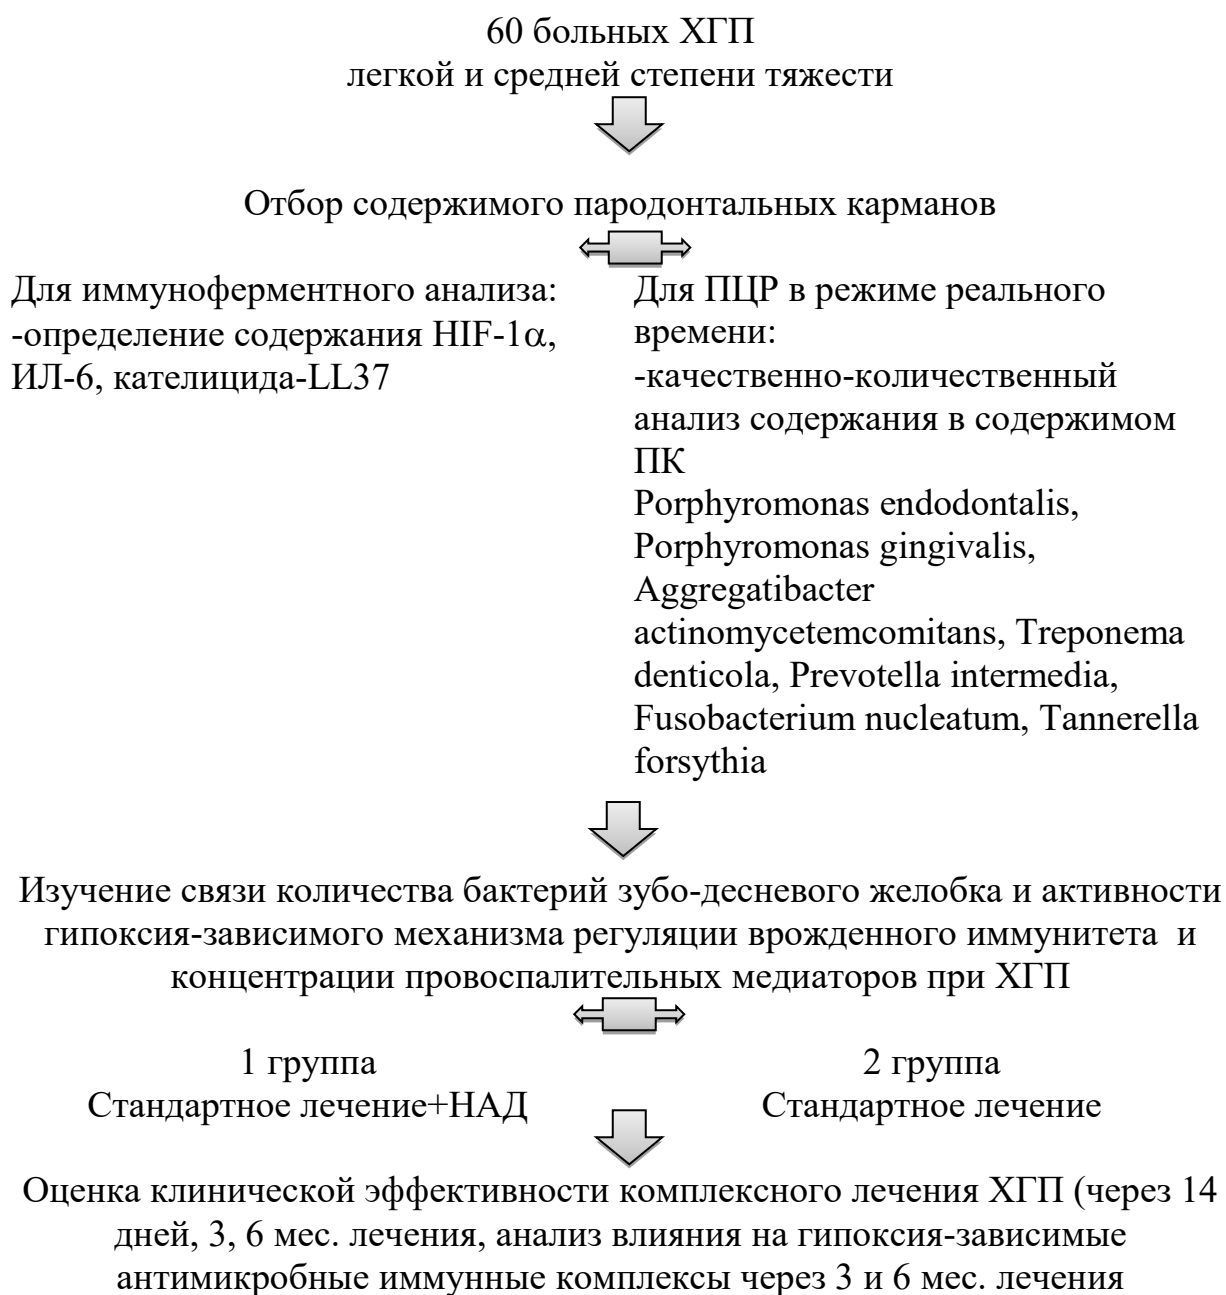 60 больных ХГП
легкой и средней степени тяжести
Отбор содержимого пародонтальных карманов
Для иммуноферментного анализа:
-определение содержания HIF-1α,
ИЛ-6, кателицида-LL37
Для ПЦР в режиме реального
времени:
-качественно-количественный
анализ содержания в содержимом
ПК
Porphyromonas endodontalis,
Porphyromonas gingivalis,
Aggregatibacter
actinomycetemcomitans, Treponema
denticola, Prevotella intermedia,
Fusobacterium nucleatum, Tannerella
forsythia
Изучение связи количества бактерий зубо-десневого желобка и активности
гипоксия-зависимого механизма регуляции врожденного иммунитета и
концентрации провоспалительных медиаторов при ХГП
1 группа
Стандартное лечение+НАД
2 группа
Стандартное лечение
Оценка клинической эффективности комплексного лечения ХГП (через 14
дней, 3, 6 мес. лечения, анализ влияния на гипоксия-зависимые
антимикробные иммунные комплексы через 3 и 6 мес. лечения